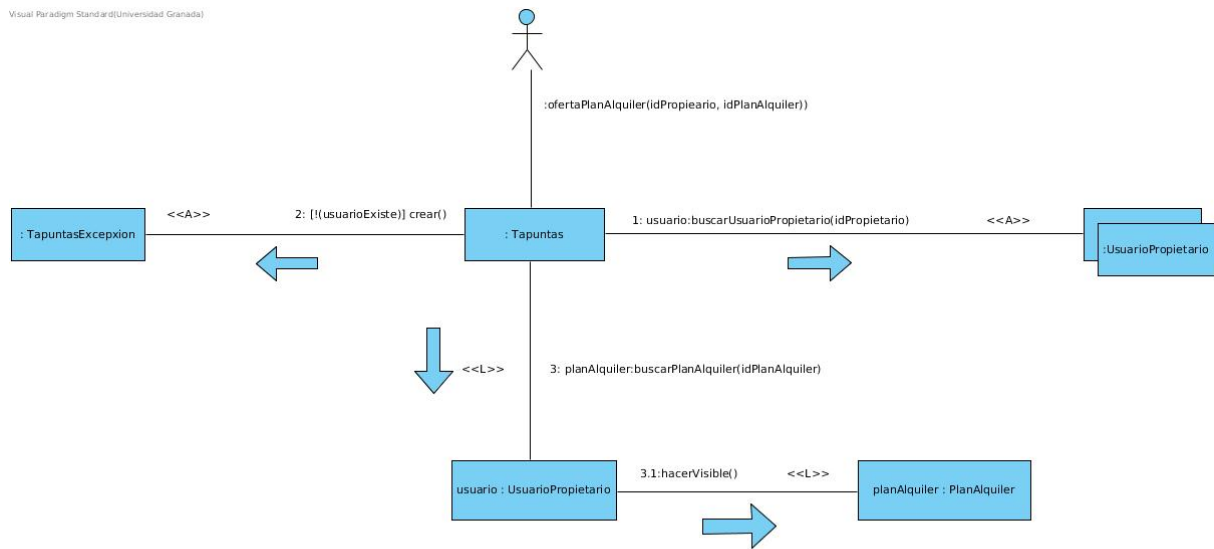 Visual Paradigm Standard(Universidad Granada)
:ofertaPlanAlquiler(idPropieario, idPlanAlquiler))
<<A>>
2: [!(usuarioExiste)] crear()
1: usuario:buscarUsuarioPropietario(idPropietario)
<<A>>
: TapuntasExcepxion
: Tapuntas
:UsuarioPropietario
<<L>>
3: planAlquiler:buscarPlanAlquiler(idPlanAlquiler)
usuario : UsuarioPropietario
3.1:hacerVisible()
<<L>>
planAlquiler : PlanAlquiler